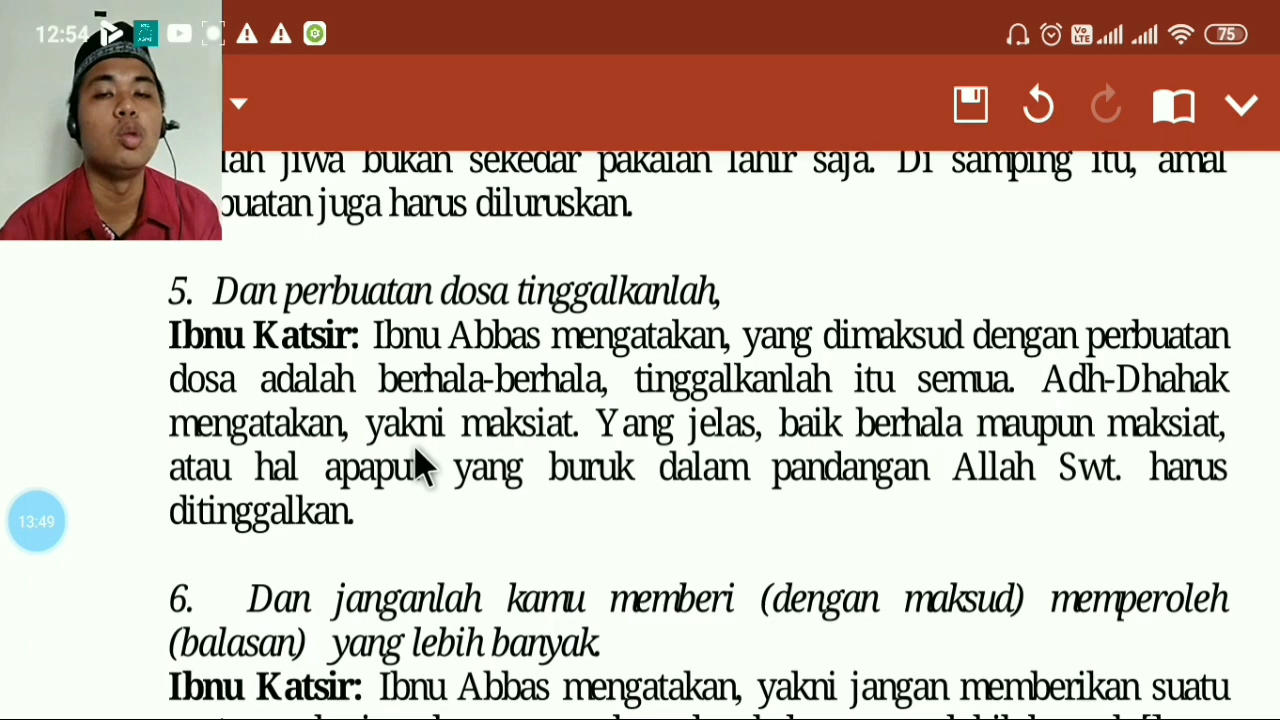 12:54
75
lah jiwa bukan sekedar pakaian lahir saja. Di samping itu, amal
buatan juga harus diluruskan.
5. Dan perbuatan dosa tinggalkanlah,
Ibnu Katsir: Ibnu Abbas mengatakan, yang dimaksud dengan perbuatan
dosa adalah berhala-berhala, tinggalkanlah itu semua. Adh-Dhahak
mengatakan, yakni maksiat. Yang jelas, baik berhala maupun maksiat,
atau hal apapun yang buruk dalam pandangan Allah Swt. harus
ditinggalkan.
13:49
6. Dan janganlah kamu memberi (dengan maksud) memperoleh
(balasan) yang lebih banyak.
Ibnu Katsir: Ibnu Abbas mengatakan, yakni jangan memberikan suatu